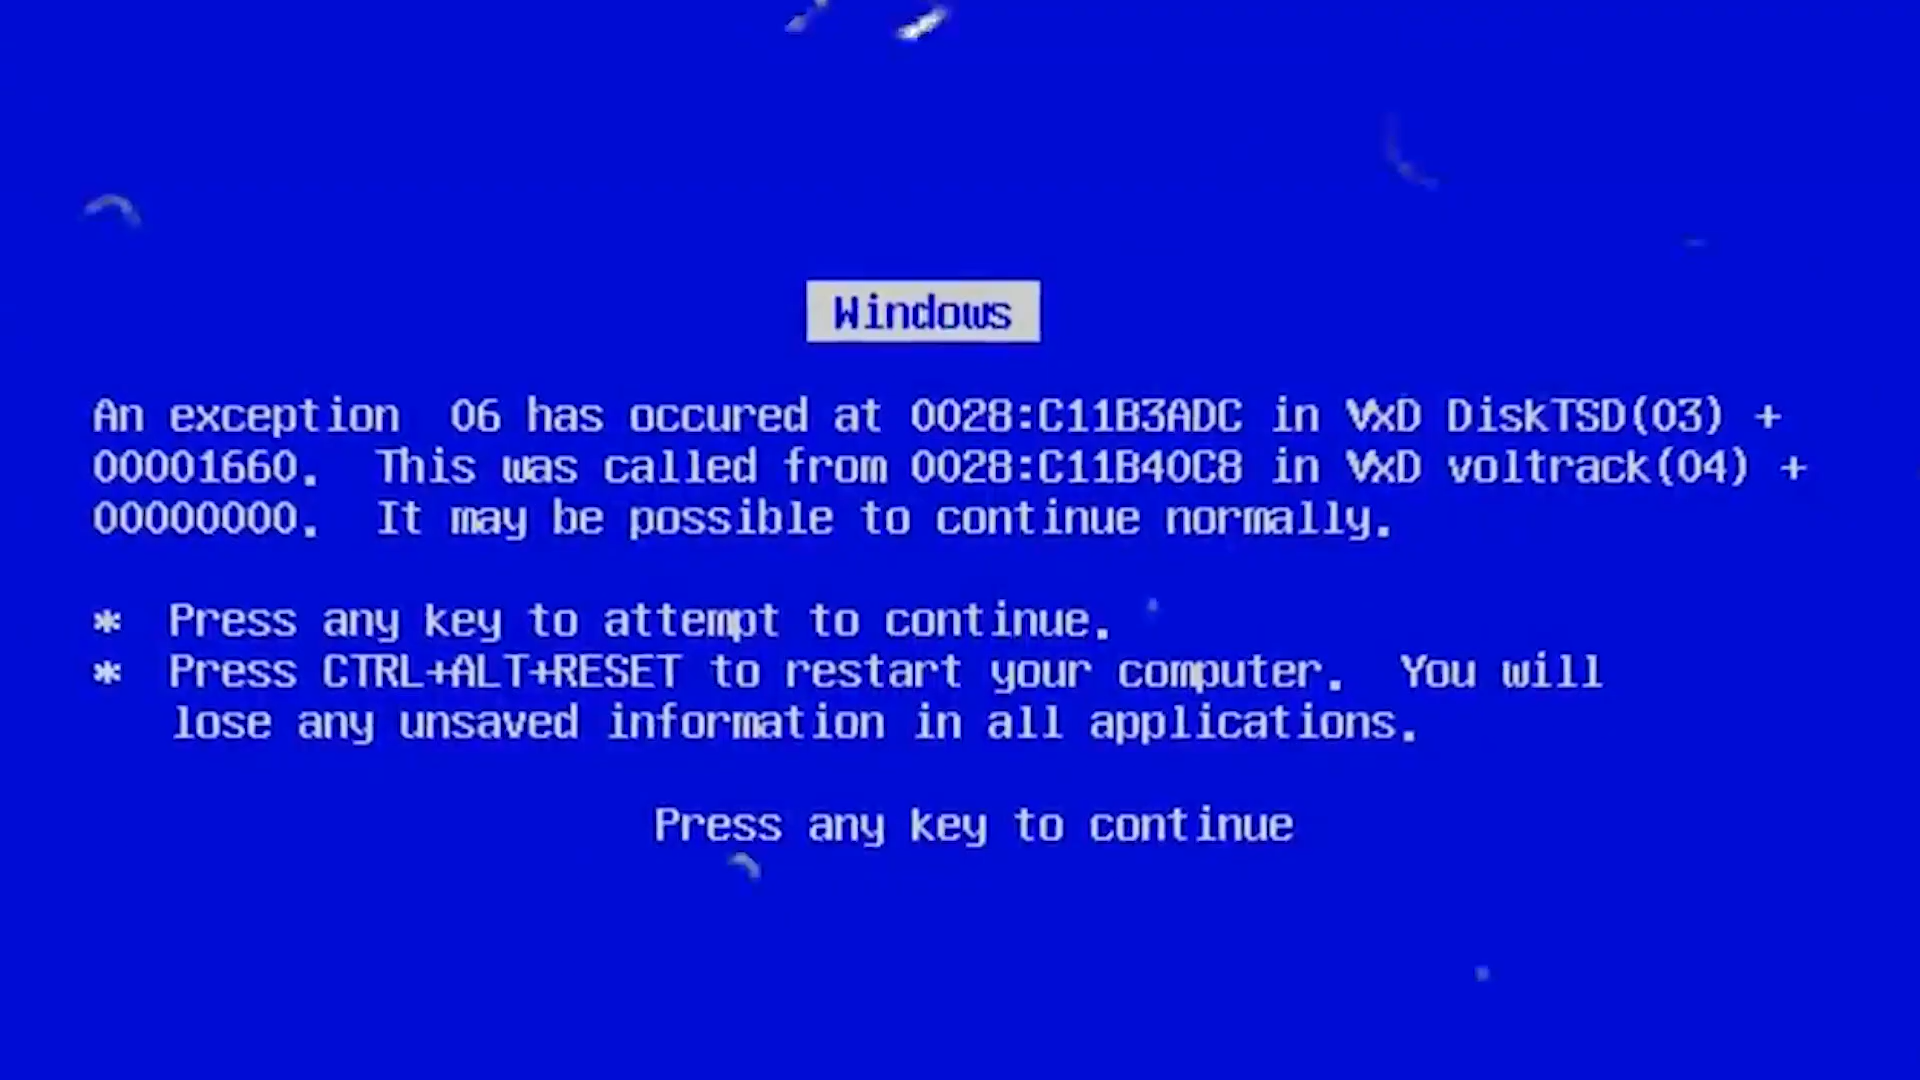 Windows
An exception  06 has occured at 0028:C11B3ADC in VxD DiskTSD(03) +
00001660.  This was called from 0028:C11B40C8 in VxD voltrack(04) +
00000000.  It may be possible to continue normally.
*  Press any key to attempt to continue.
*  Press CTRL+ALT+RESET to restart your computer.  You will
lose any unsaved information in all applications.
Press any key to continue